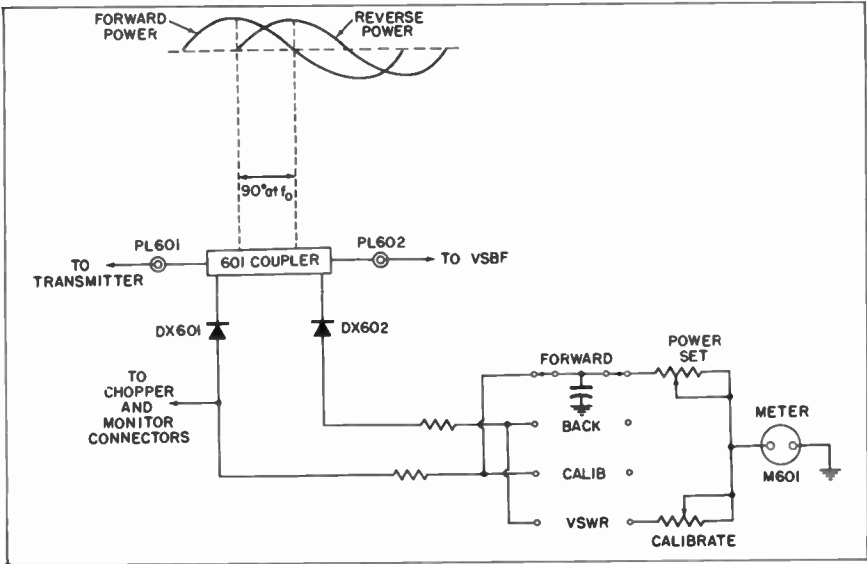 FORWARD
POWER
REVERSE
POWER
90° at f₀
PL601
PL602
TO
TRANSMITTER
601 COUPLER
TO VSBF
DX601
DX602
FORWARD
POWER
SET
TO
CHOPPER
AND
MONITOR
CONNECTORS
BACK
METER
CALIB
M601
VSWR
CALIBRATE